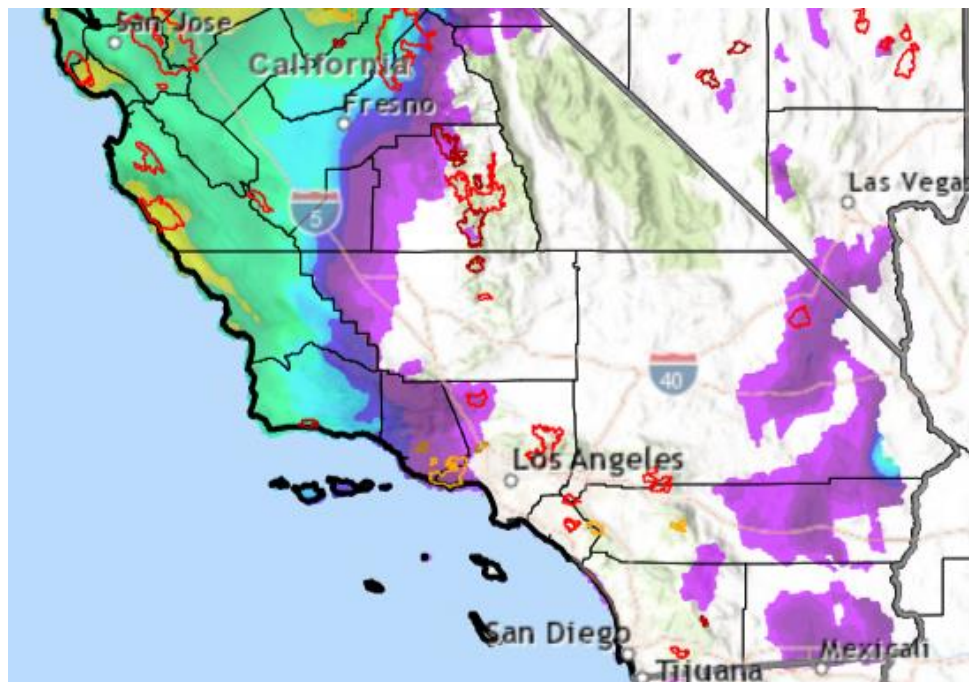 San Jose
California
Fresno
5
Las Vegas
40
Los Angeles
San Diego
Mexicali
Tijuana